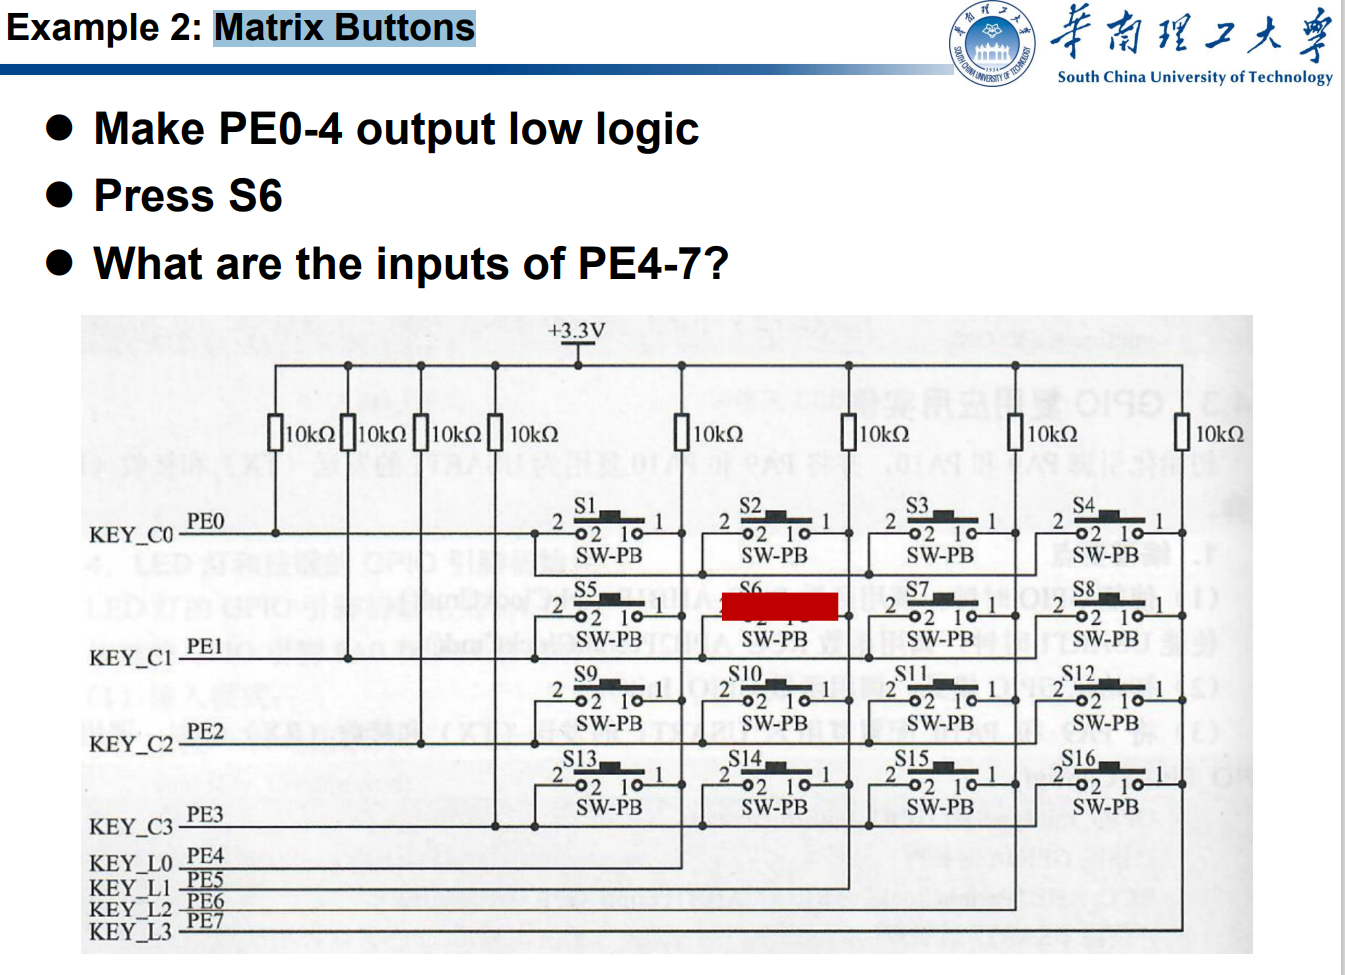 Example 2: Matrix Buttons
华南理工大学
South China University of Technology
Make PE0-4 output low logic
Press S6
What are the inputs of PE4-7?
+3.3V
10kΩ 10kΩ 10kΩ 10kΩ 10kΩ 10kΩ 10kΩ 10kΩ
S1 S2 S3 S4
KEY_C0 PE0 2 1 2 1 2 1 2 1
2 1 2 1 2 1 2 1
SW-PB SW-PB SW-PB SW-PB
S5 S6 S7 S8
2 1 2 1 2 1 2 1
2 1 2 1 2 1
SW-PB SW-PB SW-PB SW-PB
KEY_C1 PE1
S9 S10 S11 S12
2 1 2 1 2 1 2 1
2 1 2 1 2 1 2 1
SW-PB SW-PB SW-PB SW-PB
KEY_C2 PE2
S13 S14 S15 S16
2 1 2 1 2 1 2 1
2 1 2 1 2 1 2 1
SW-PB SW-PB SW-PB SW-PB
KEY_C3 PE3
KEY_L0 PE4
KEY_L1 PE5
KEY_L2 PE6
KEY_L3 PE7